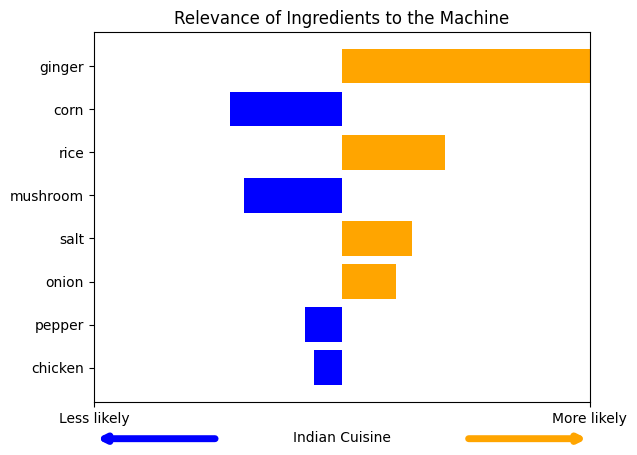 Relevance of Ingredients to the Machine
ginger
corn
rice
mushroom
salt
onion
pepper
chicken
Less likely
More likely
Indian Cuisine